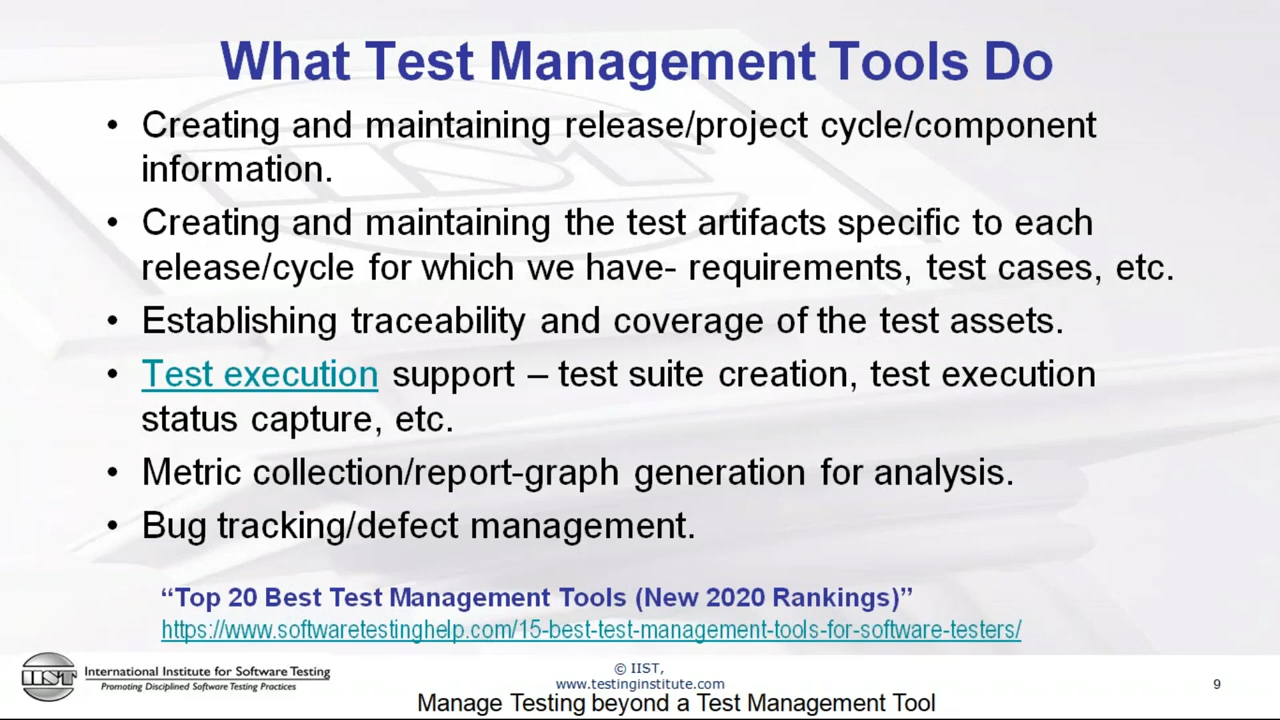 What Test Management Tools Do
• Creating and maintaining release/project cycle/component
information.
• Creating and maintaining the test artifacts specific to each
release/cycle for which we have- requirements, test cases, etc.
• Establishing traceability and coverage of the test assets.
• Test execution support – test suite creation, test execution
status capture, etc.
• Metric collection/report-graph generation for analysis.
• Bug tracking/defect management.
“Top 20 Best Test Management Tools (New 2020 Rankings)”
https://www.softwaretestinghelp.com/15-best-test-management-tools-for-software-testers/
IIST
International Institute for Software Testing
Promoting Disciplined Software Testing Practices
© IIST,
www.testinginstitute.com
9
Manage Testing beyond a Test Management Tool